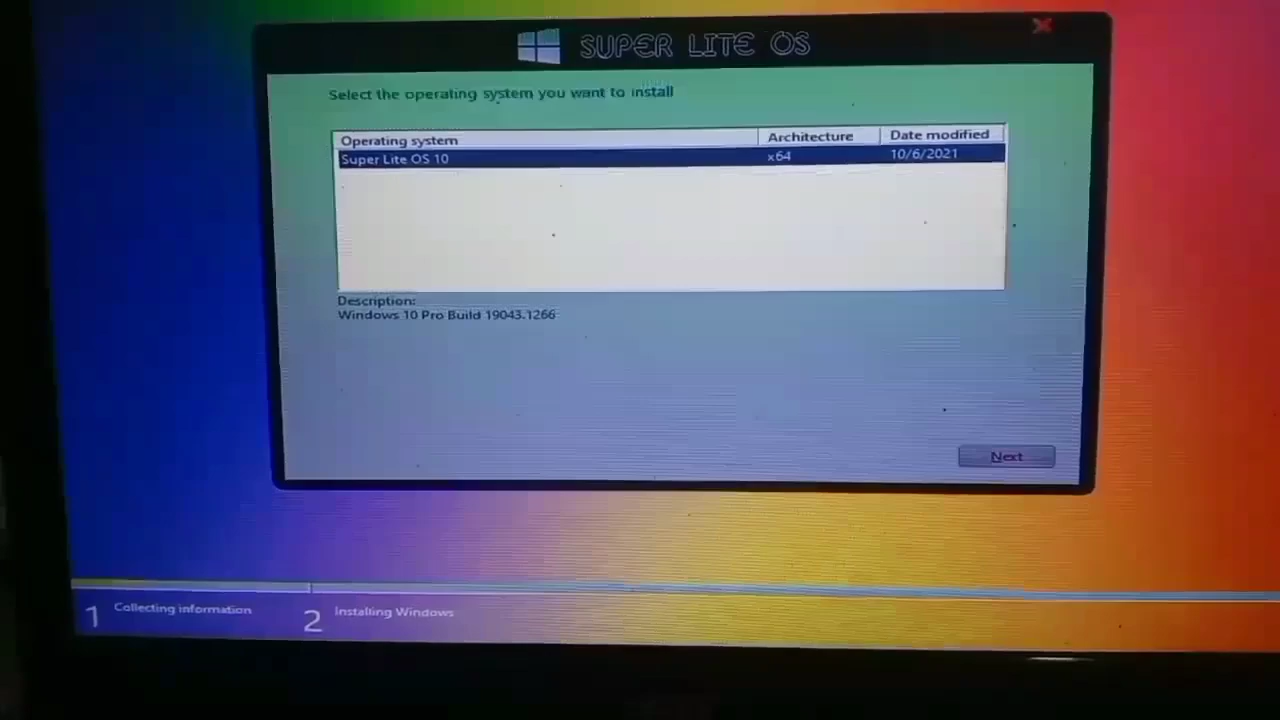 SUPER LITE OS
Select the operating system you want to install
Operating system Architecture Date modified
Super Lite OS 10 x64 10/6/2021
Description:
Windows 10 Pro Build 19043.1266
Next
1 Collecting information 2 Installing Windows